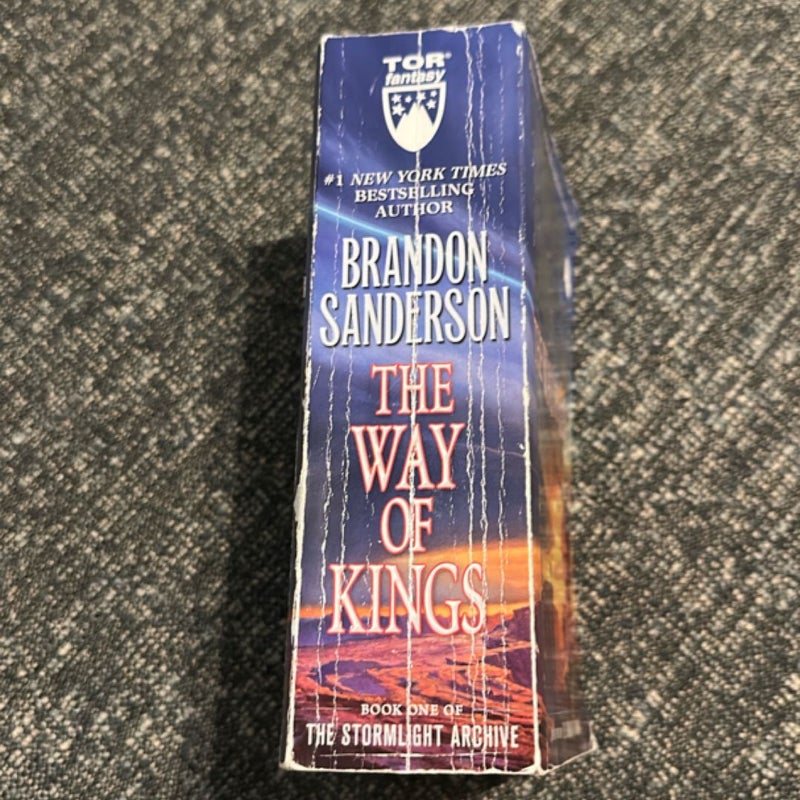 TOR®
fantasy
#1 NEW YORK TIMES
BESTSELLING
AUTHOR
BRANDON
SANDERSON
THE
WAY
OF
KINGS
BOOK ONE OF
THE STORMLIGHT ARCHIVE